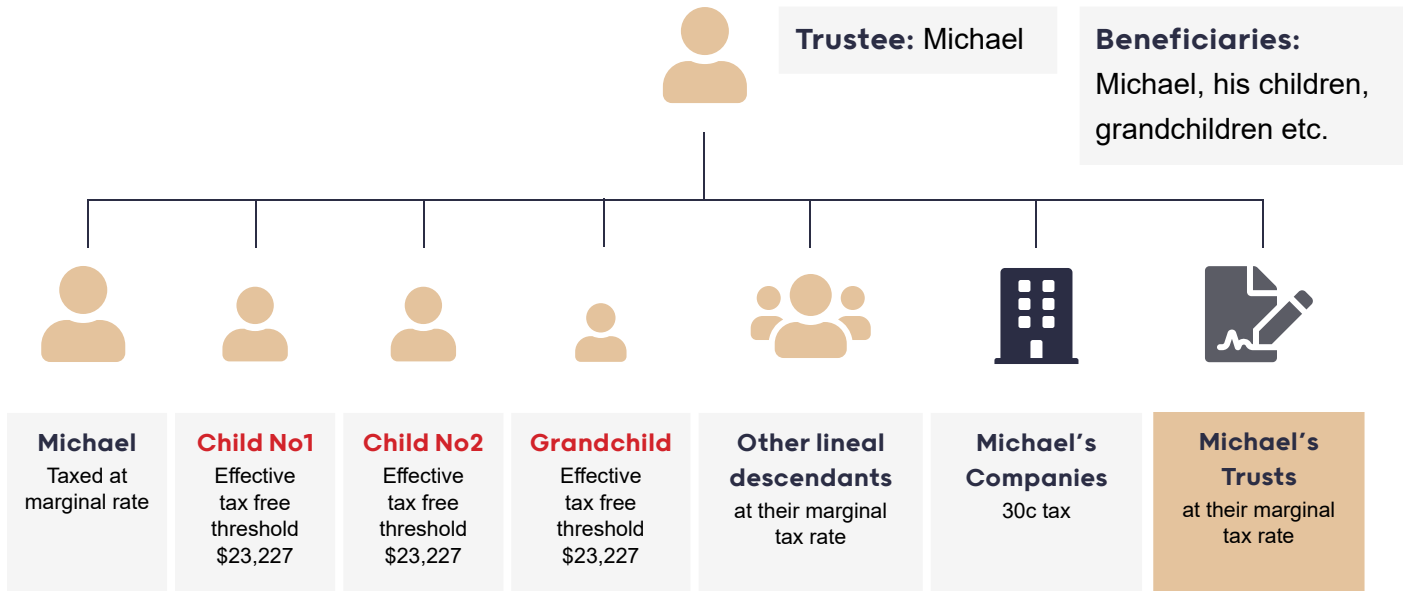 Trustee: Michael
Beneficiaries:
Michael, his children,
grandchildren etc.
Michael
Taxed at
marginal rate
Child No1
Effective
tax free
threshold
$23,227
Child No2
Effective
tax free
threshold
$23,227
Grandchild
Effective
tax free
threshold
$23,227
Other lineal
descendants
at their marginal
tax rate
Michael's
Companies
30c tax
Michael's
Trusts
at their marginal
tax rate